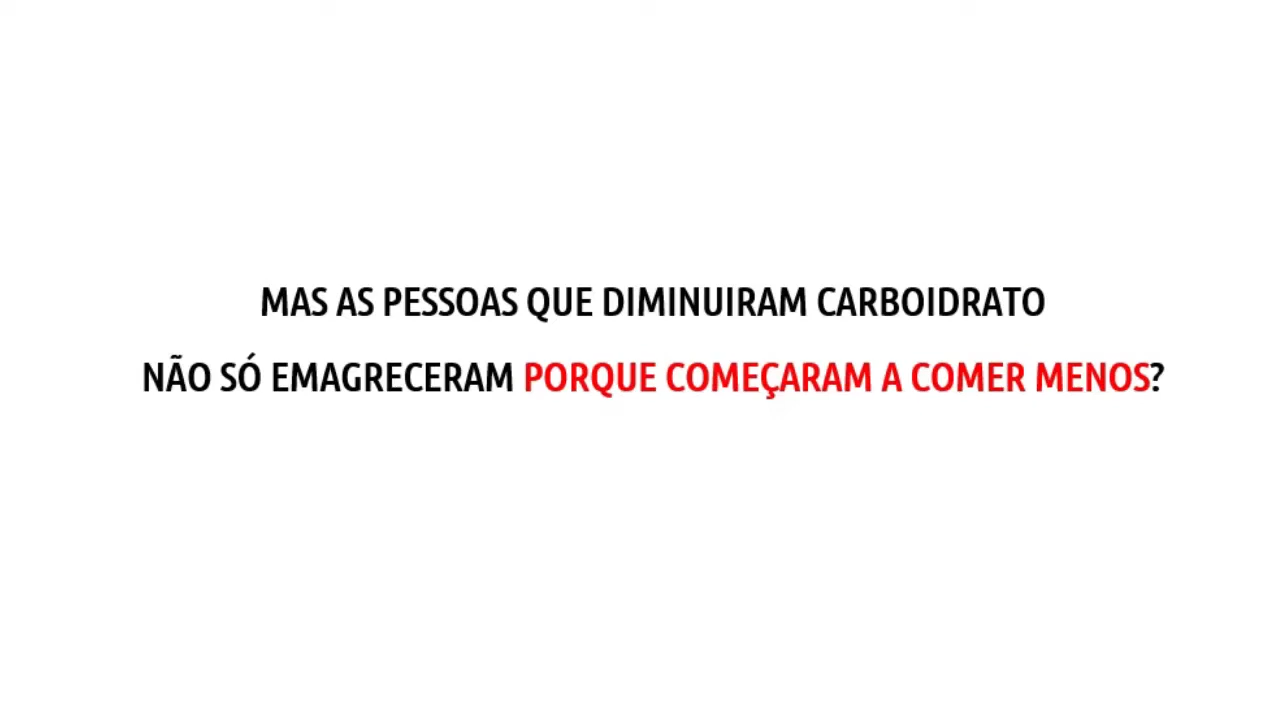 MAS AS PESSOAS QUE DIMINUIRAM CARBOIDRATO
NÃO SÓ EMAGRECERAM PORQUE COMEÇARAM A COMER MENOS?